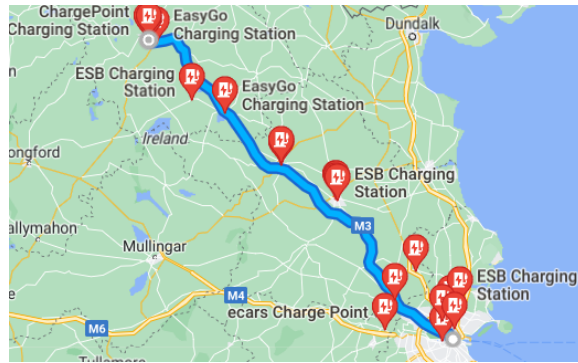 ChargePoint
Charging Station
EasyGo
Charging Station
Dundalk
ESB Charging
Station
EasyGo
Charging Station
Ireland
ongford
ESB Charging
Station
M3
allymahon
Mullingar
M4
ESB Charging
Station
ecars Charge Point
M6
Tullamore